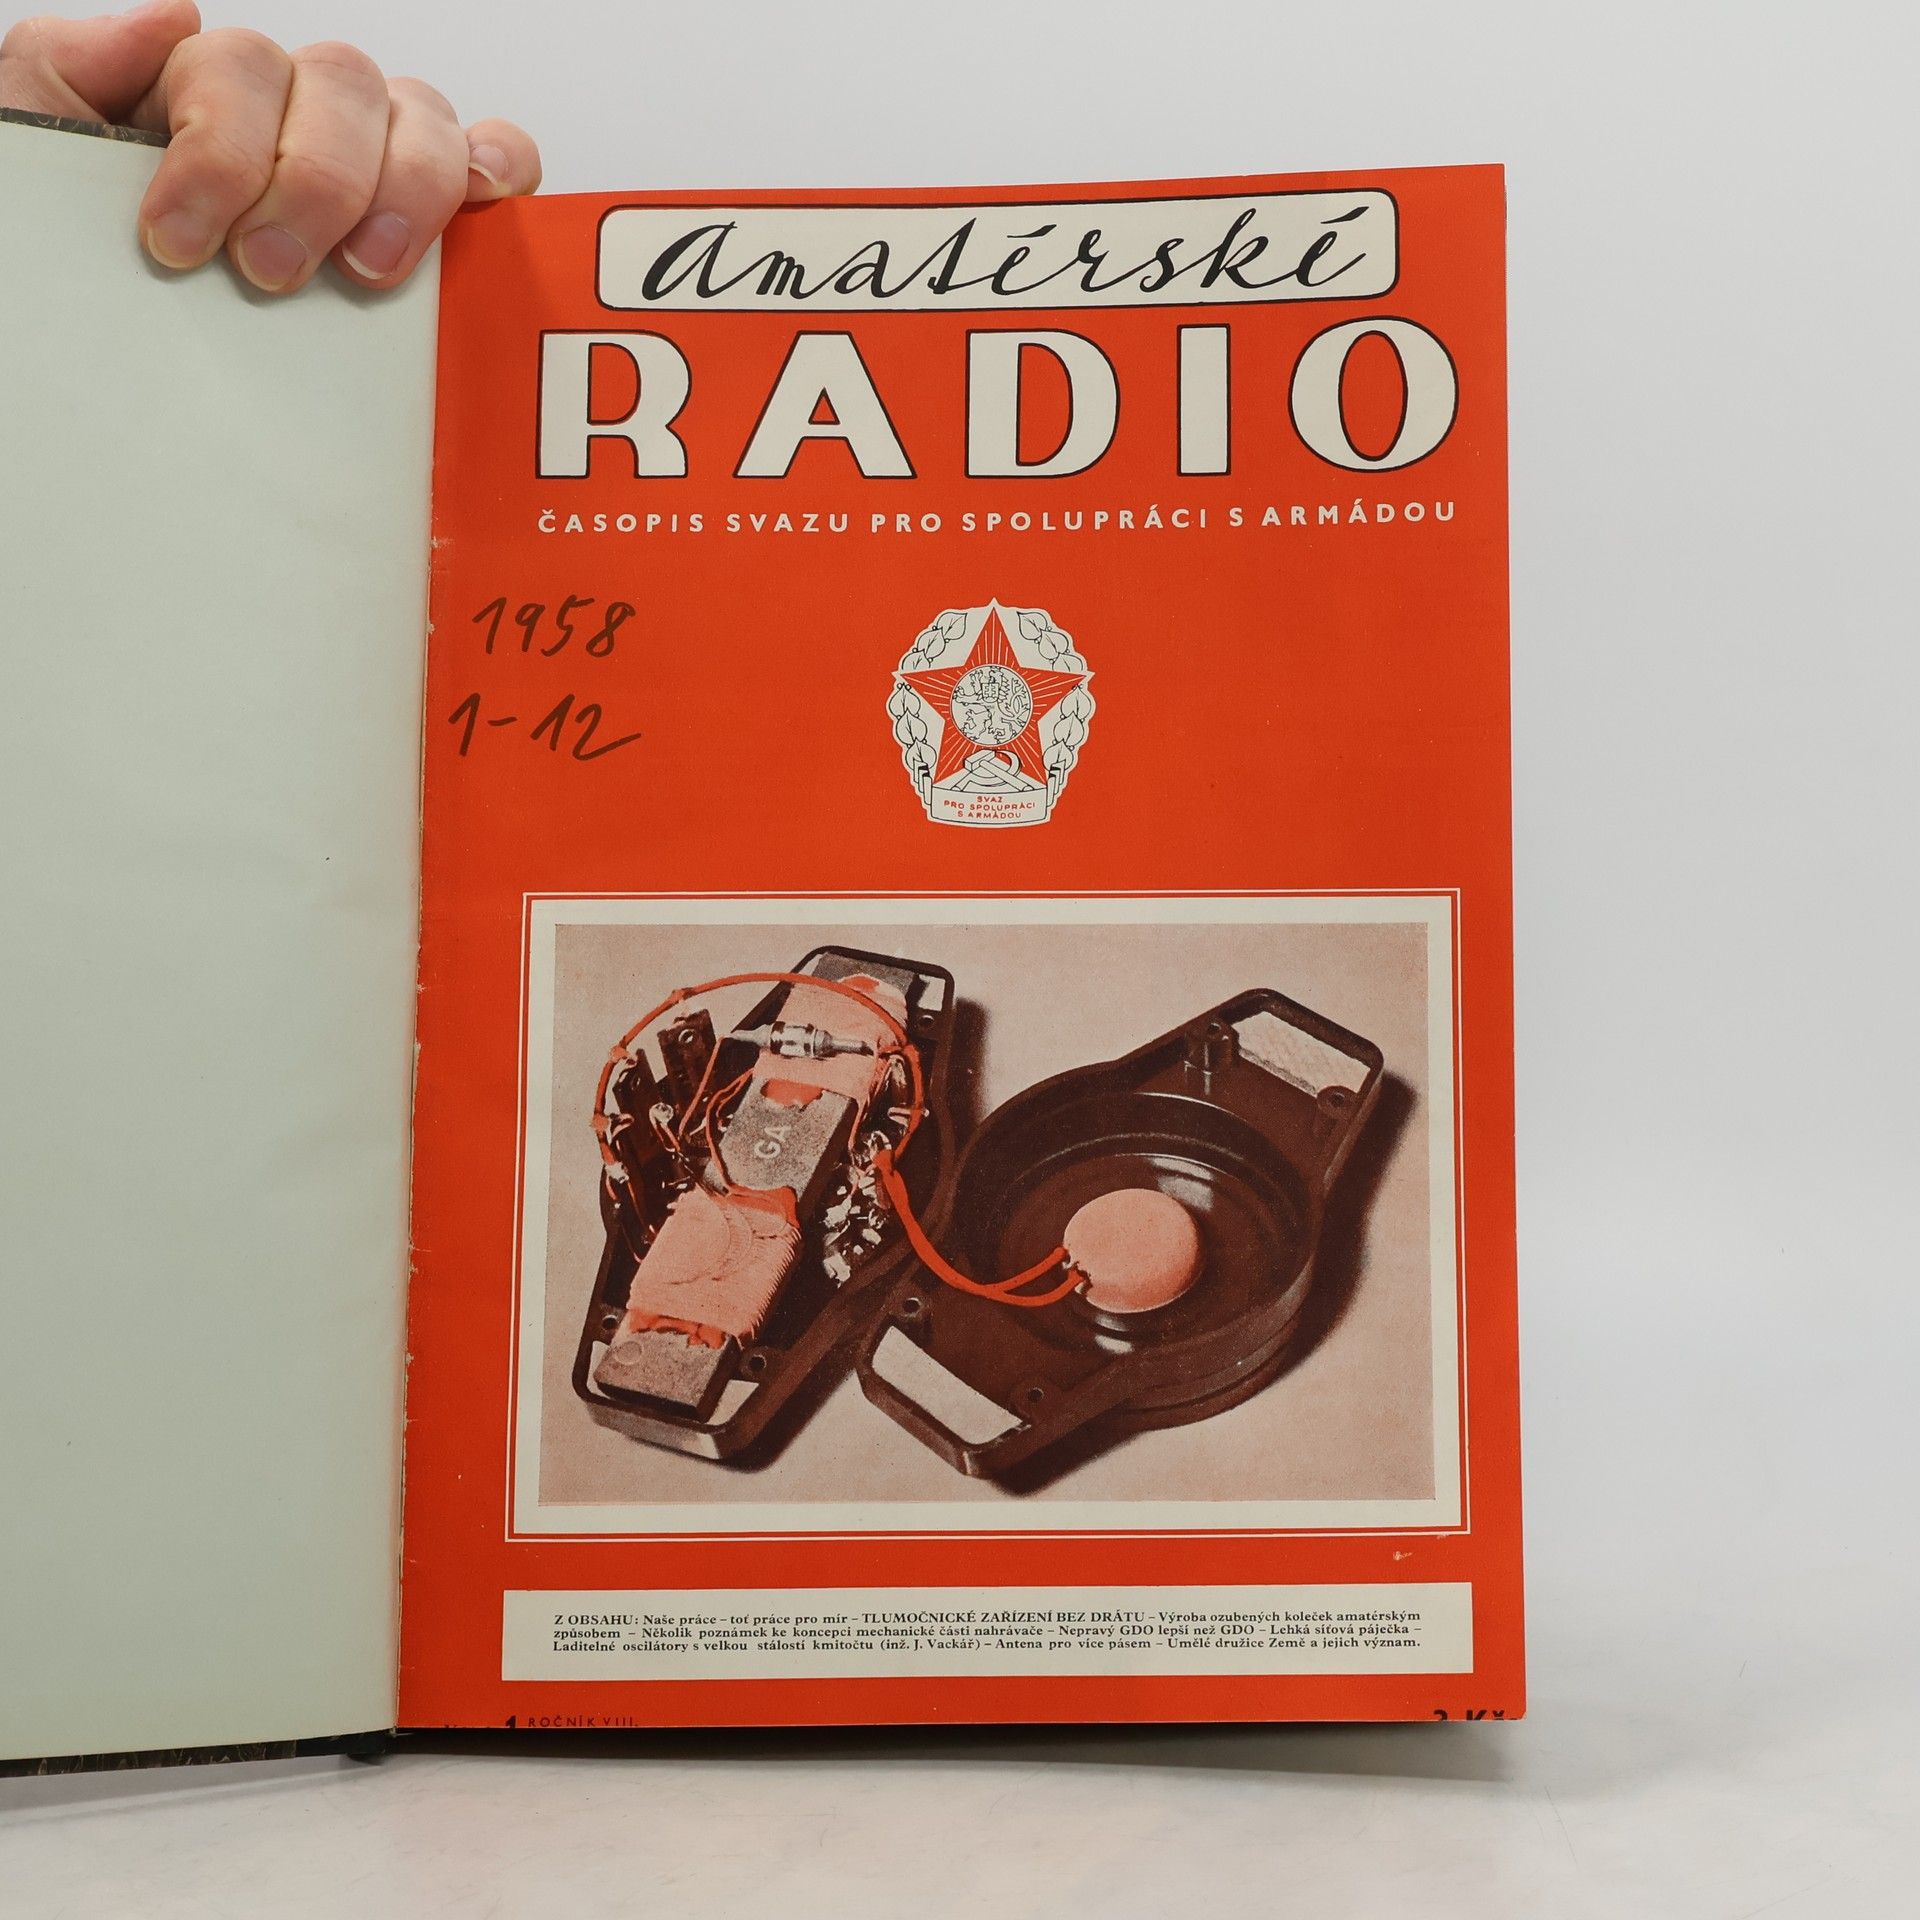 Amatérské
RADIO
ČASOPIS SVAZU PRO SPOLUPRÁCI S ARMÁDOU
1958
1-12
SVAZ
PRO SPOLUPRÁCI
S ARMÁDOU
GA
Z OBSAHU: Naše práce – toť práce pro mír – TLUMOČNICKÉ ZAŘÍZENÍ BEZ DRÁTU – Výroba ozubených koleček amatérským
způsobem – Několik poznámek ke koncepci mechanické části nahrávače – Nepravý GDO lepší než GDO – Lehká síťová páječka –
Laditelné oscilátory s velkou stálostí kmitočtu (inž. J. Vackář) – Antena pro více pásem – Umělé družice Země a jejich význam.
1 ROČNÍK VIII.
Kčs